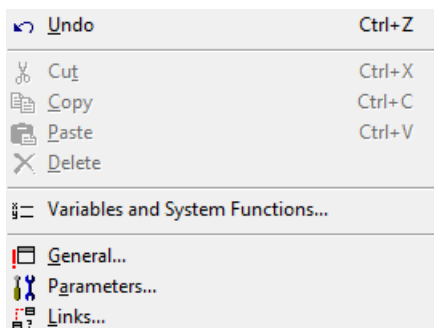 Undo Ctrl+Z
Cut Ctrl+X
Copy Ctrl+C
Paste Ctrl+V
Delete
Variables and System Functions...
General...
Parameters...
Links...